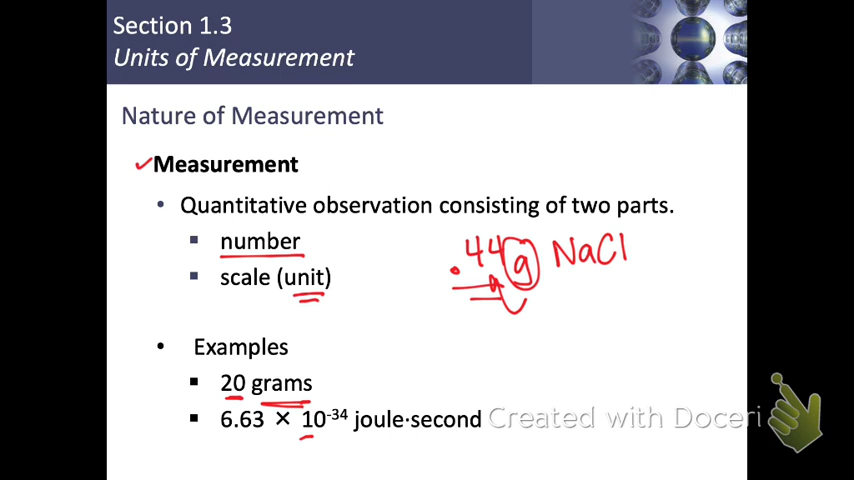 Section 1.3
Units of Measurement
Nature of Measurement
✓Measurement
• Quantitative observation consisting of two parts.
▪ number
▪ scale (unit)
.44g NaCl
• Examples
▪ 20 grams
▪ 6.63 × 10⁻³⁴ joule·second
Created with Doceri